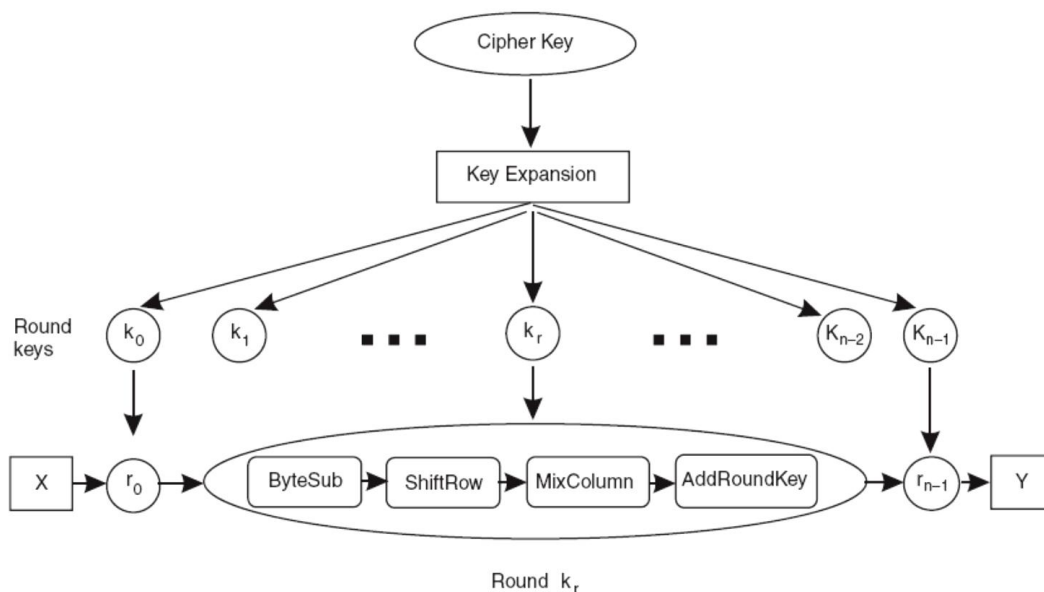 Cipher Key
Key Expansion
Round
keys
k₀
k₁
kᵣ
Kₙ₋₂
Kₙ₋₁
X
r₀
ByteSub
ShiftRow
MixColumn
AddRoundKey
rₙ₋₁
Y
Round kᵣ